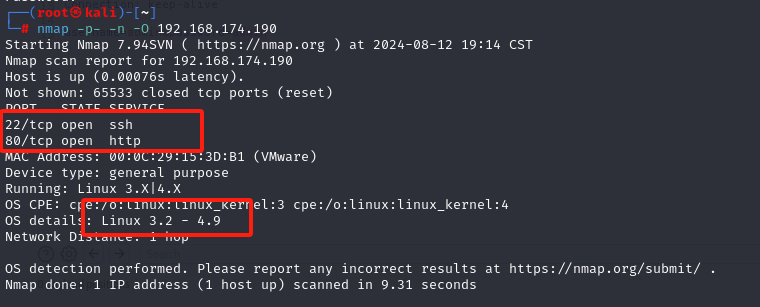 (root㉿kali)-[~]
# nmap -p- -n -O 192.168.174.190
Starting Nmap 7.94SVN ( https://nmap.org ) at 2024-08-12 19:14 CST
Nmap scan report for 192.168.174.190
Host is up (0.00076s latency).
Not shown: 65533 closed tcp ports (reset)
PORT STATE SERVICE
22/tcp open ssh
80/tcp open http
MAC Address: 00:0C:29:15:3D:B1 (VMware)
Device type: general purpose
Running: Linux 3.X|4.X
OS CPE: cpe:/o:linux:linux_kernel:3 cpe:/o:linux:linux_kernel:4
OS details: Linux 3.2 - 4.9
Network Distance: 1 hop
OS detection performed. Please report any incorrect results at https://nmap.org/submit/ .
Nmap done: 1 IP address (1 host up) scanned in 9.31 seconds